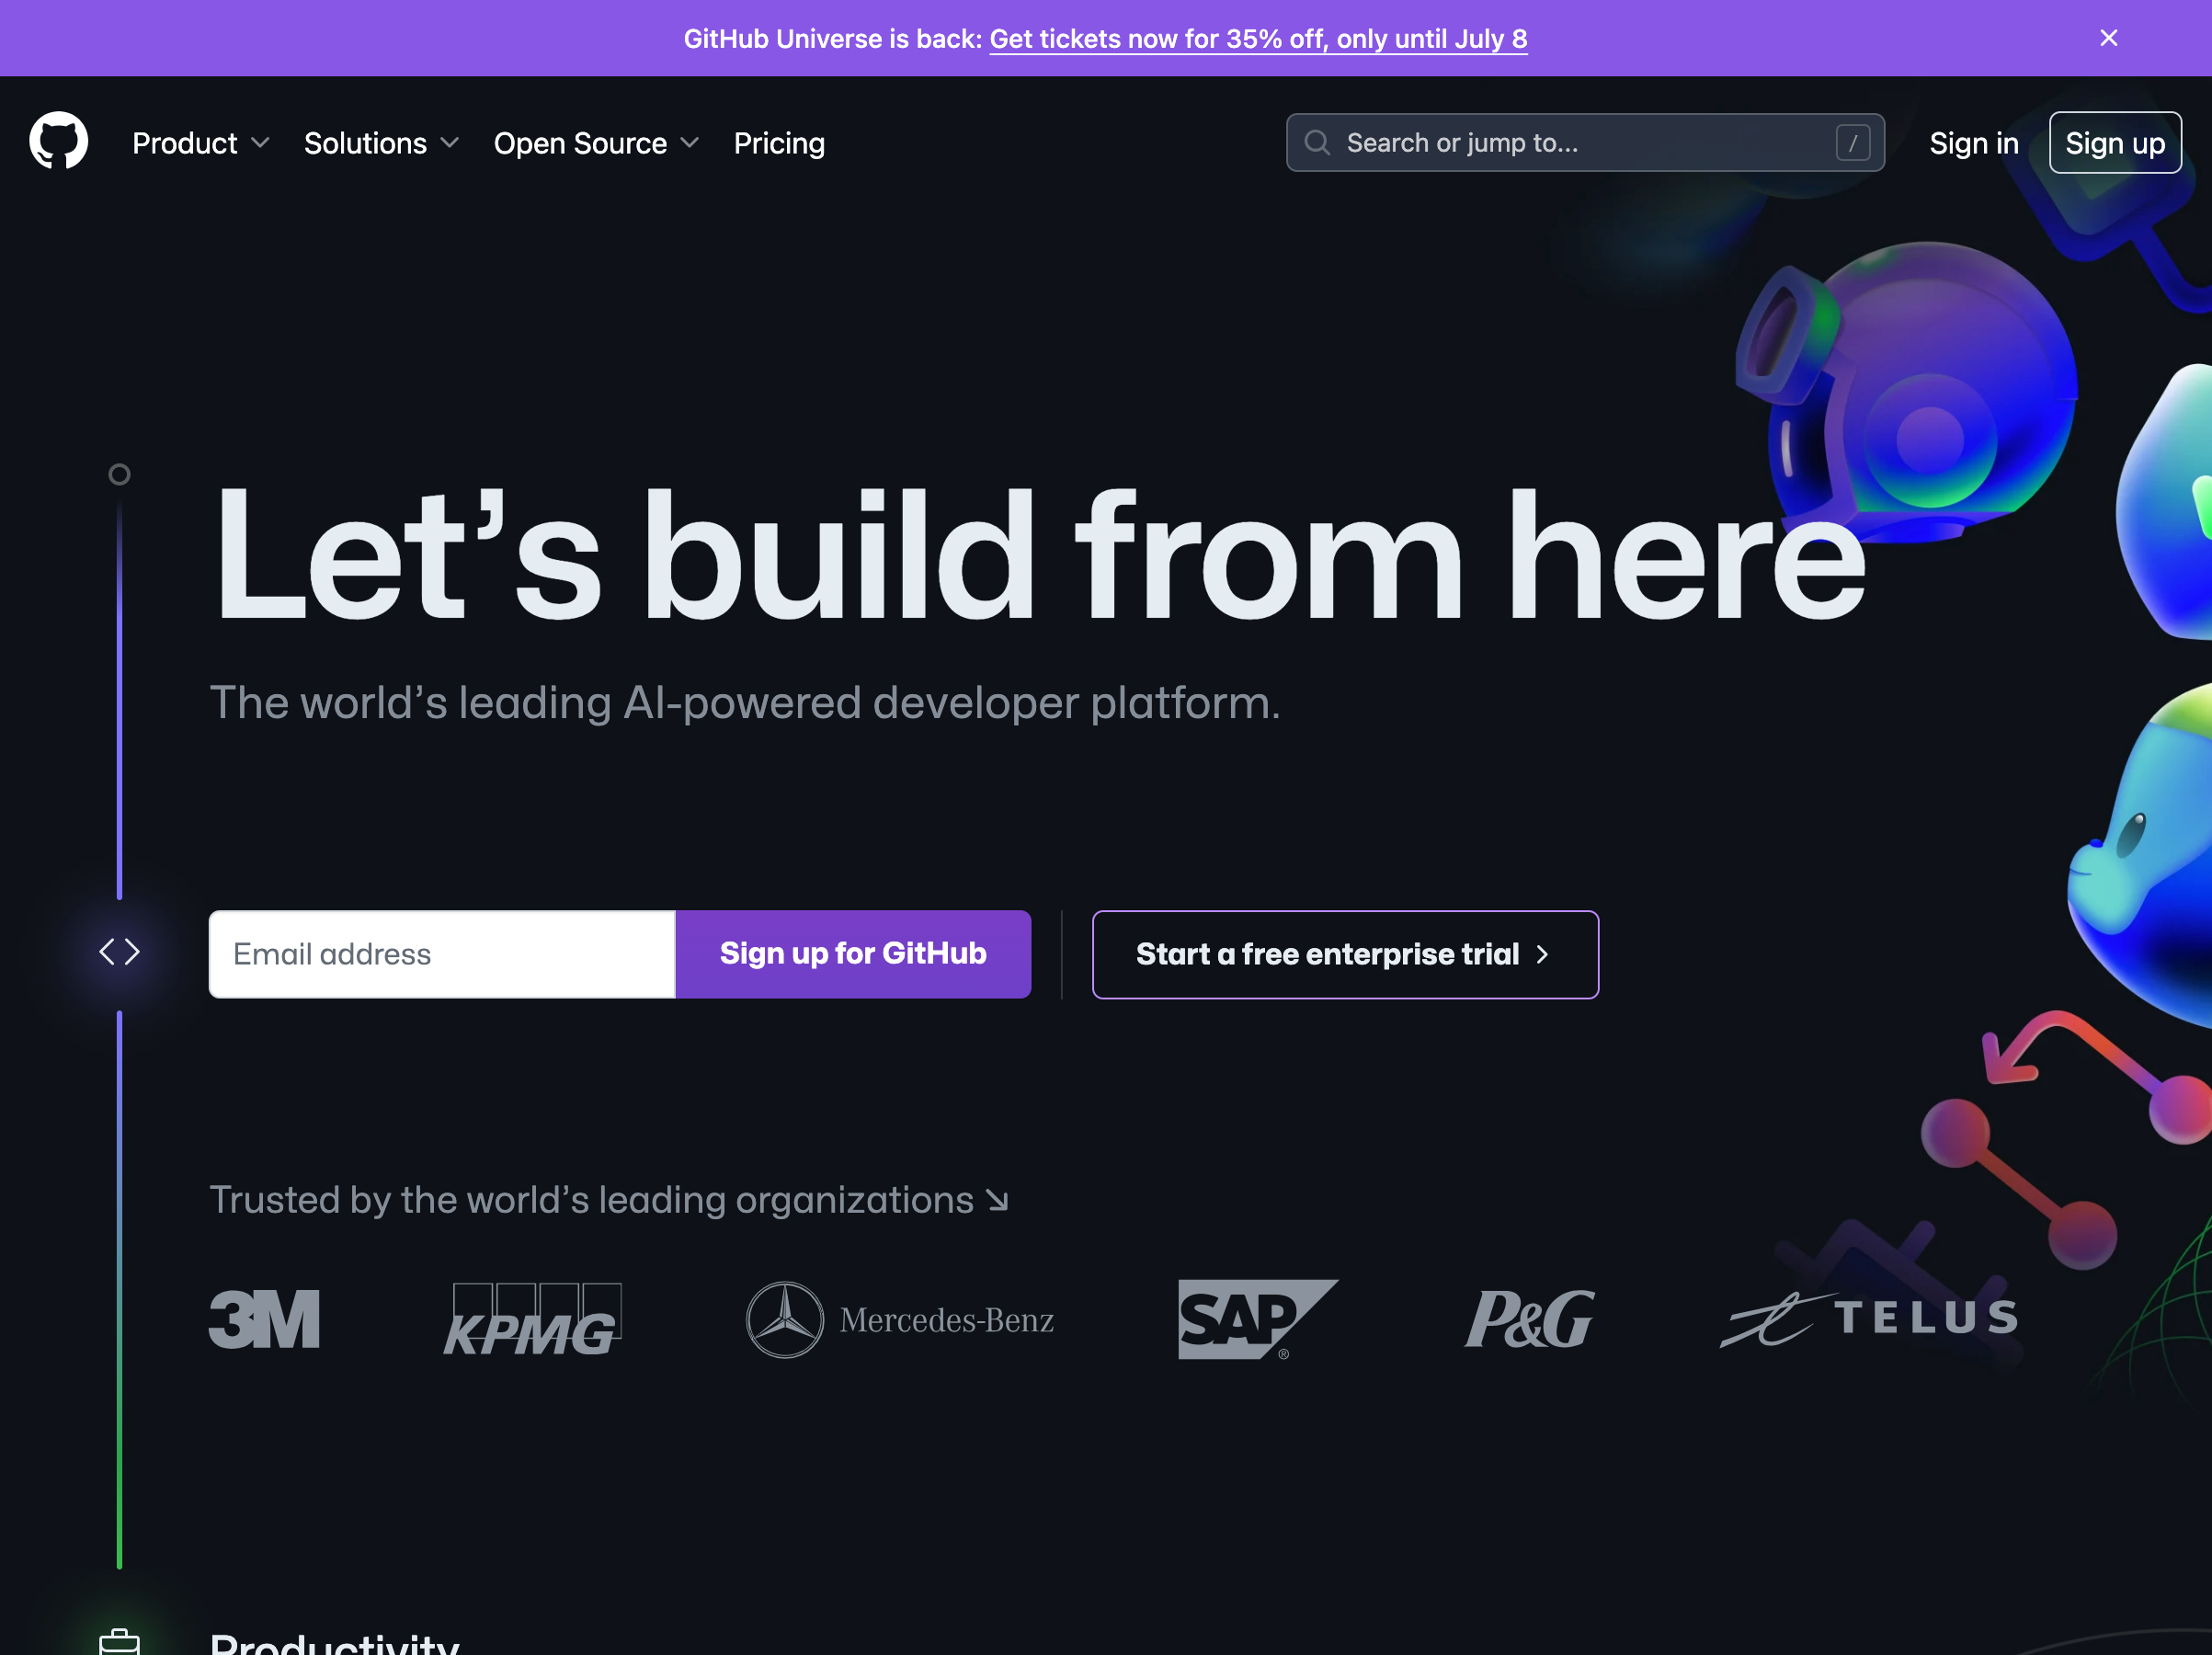 GitHub Universe is back: Get tickets now for 35% off, only until July 8
Product Solutions Open Source Pricing Search or jump to... / Sign in Sign up
Let’s build from here
The world’s leading AI-powered developer platform.
Email address Sign up for GitHub Start a free enterprise trial
Trusted by the world’s leading organizations
3M KPMG Mercedes-Benz SAP® P&G TELUS
Productivity